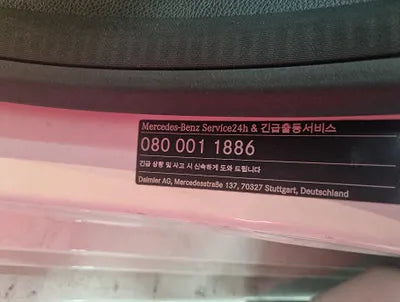 Mercedes-Benz Service24h & 긴급출동서비스
080 001 1886
긴급 상황 및 사고 시 신속하게 도와 드립니다
Daimler AG, Mercedesstraße 137, 70327 Stuttgart, Deutschland